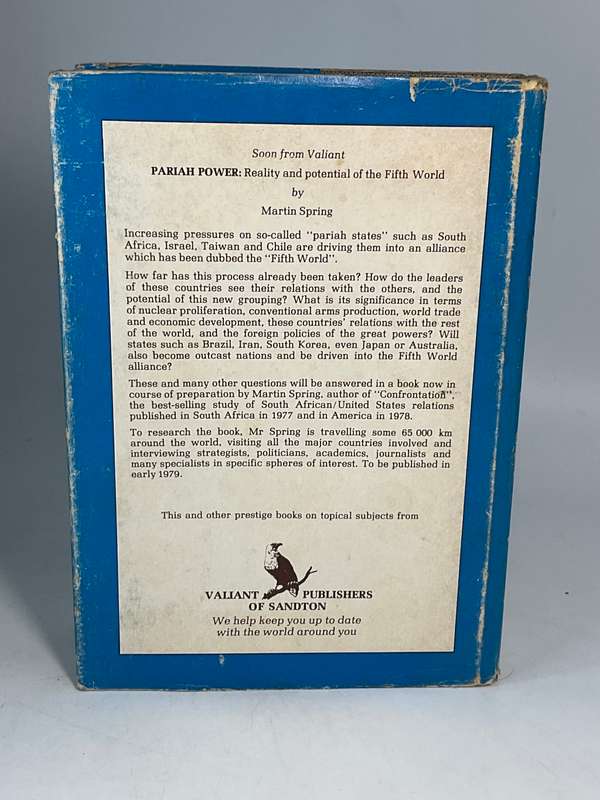 Soon from Valiant
PARIAH POWER: Reality and potential of the Fifth World
by
Martin Spring
Increasing pressures on so-called "pariah states" such as South
Africa, Israel, Taiwan and Chile are driving them into an alliance
which has been dubbed the "Fifth World".
How far has this process already been taken? How do the leaders
of these countries see their relations with the others, and the
potential of this new grouping? What is its significance in terms
of nuclear proliferation, conventional arms production, world trade
and economic development, these countries' relations with the rest
of the world, and the foreign policies of the great powers? Will
states such as Brazil, Iran, South Korea, even Japan or Australia,
also become outcast nations and be driven into the Fifth World
alliance?
These and many other questions will be answered in a book now in
course of preparation by Martin Spring, author of "Confrontation",
the best-selling study of South African/United States relations
published in South Africa in 1977 and in America in 1978.
To research the book, Mr Spring is travelling some 65 000 km
around the world, visiting all the major countries involved and
interviewing strategists, politicians, academics, journalists and
many specialists in specific spheres of interest. To be published in
early 1979.
This and other prestige books on topical subjects from
VALIANT PUBLISHERS
OF SANDTON
We help keep you up to date
with the world around you